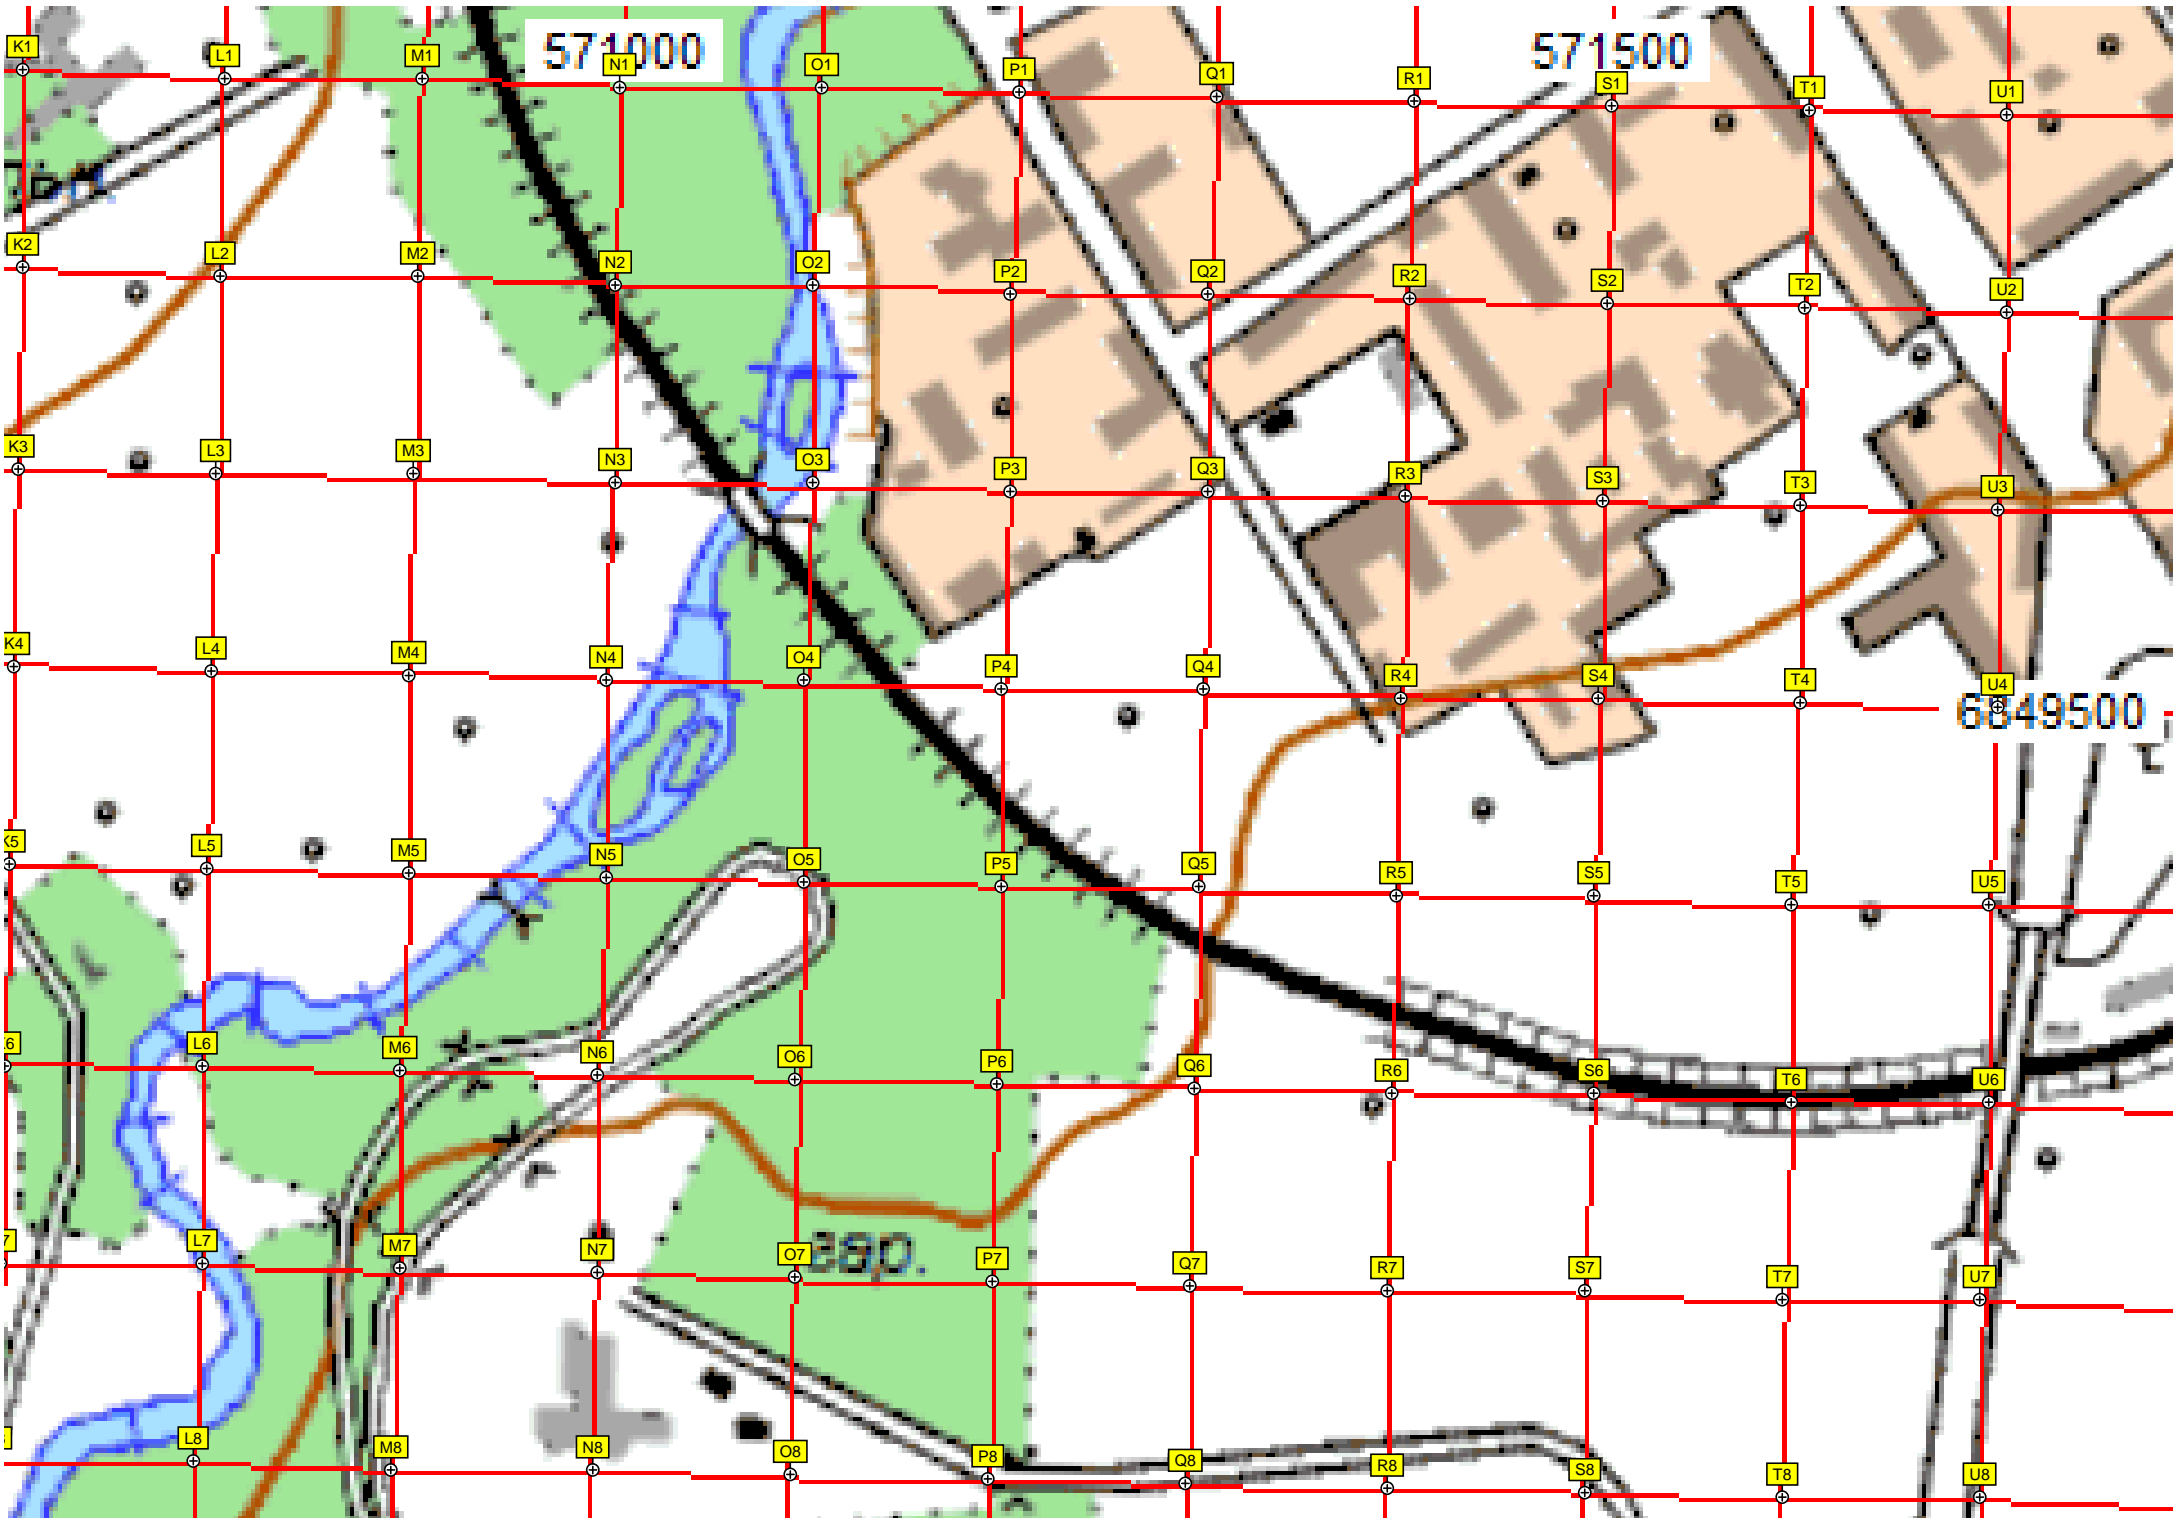 571000
571500
K1 L1 M1 N1 O1 P1 Q1 R1 S1 T1 U1
K2 L2 M2 N2 O2 P2 Q2 R2 S2 T2 U2
K3 L3 M3 N3 O3 P3 Q3 R3 S3 T3 U3
K4 L4 M4 N4 O4 P4 Q4 R4 S4 T4 U4
6849500
K5 L5 M5 N5 O5 P5 Q5 R5 S5 T5 U5
L6 M6 N6 O6 P6 Q6 R6 S6 T6 U6
L7 M7 N7 O7 P7 Q7 R7 S7 T7 U7
вар.
L8 M8 N8 O8 P8 Q8 R8 S8 T8 U8